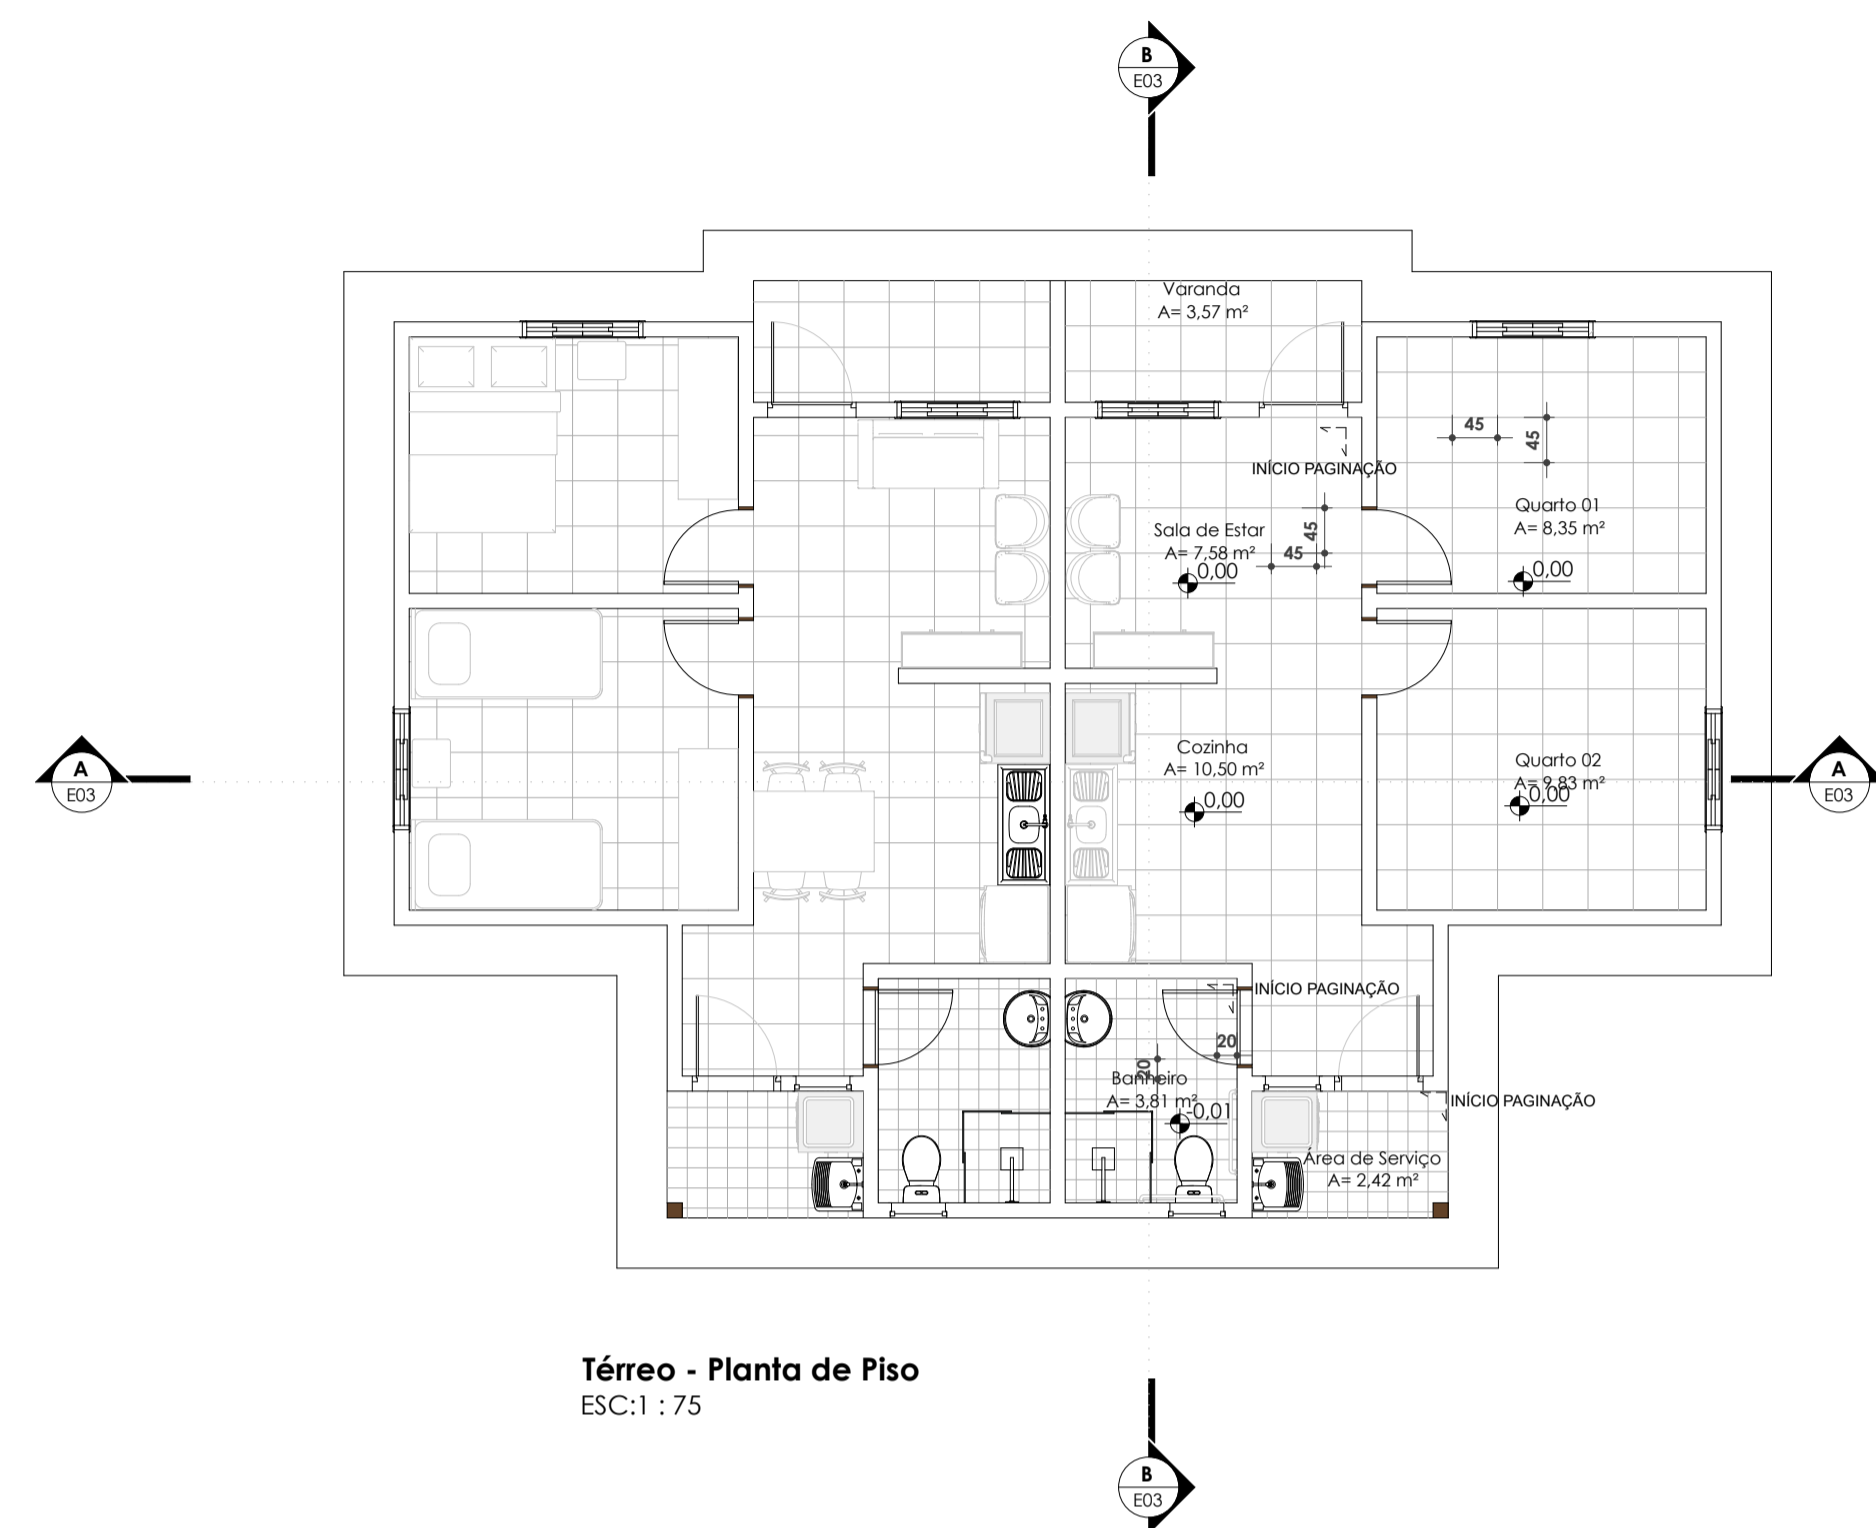 B
E03
Varanda
A= 3,57 m²
45
45
INÍCIO PAGINAÇÃO
Quarto 01
A= 8,35 m²
0,00
Sala de Estar
A= 7,58 m²
0,00
45
45
Cozinha
A= 10,50 m²
0,00
Quarto 02
A= 9,83 m²
0,00
A
E03
A
E03
INÍCIO PAGINAÇÃO
20
20
Banheiro
A= 3,81 m²
-0,01
INÍCIO PAGINAÇÃO
Área de Serviço
A= 2,42 m²
Térreo - Planta de Piso
ESC:1 : 75
B
E03